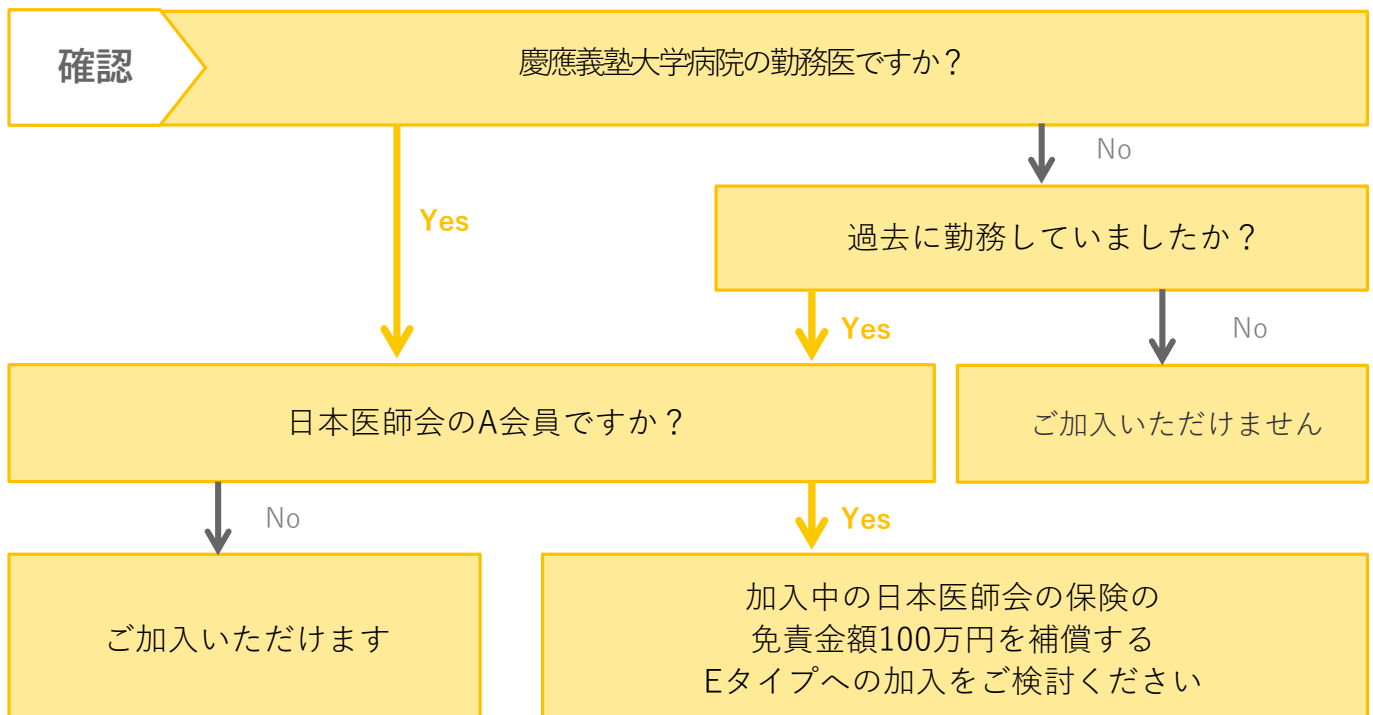 確認
慶應義塾大学病院の勤務医ですか？
No
Yes
過去に勤務していましたか？
Yes
No
日本医師会のA会員ですか？
ご加入いただけません
No
Yes
ご加入いただけます
加入中の日本医師会の保険の
免責金額100万円を補償する
Eタイプへの加入をご検討ください